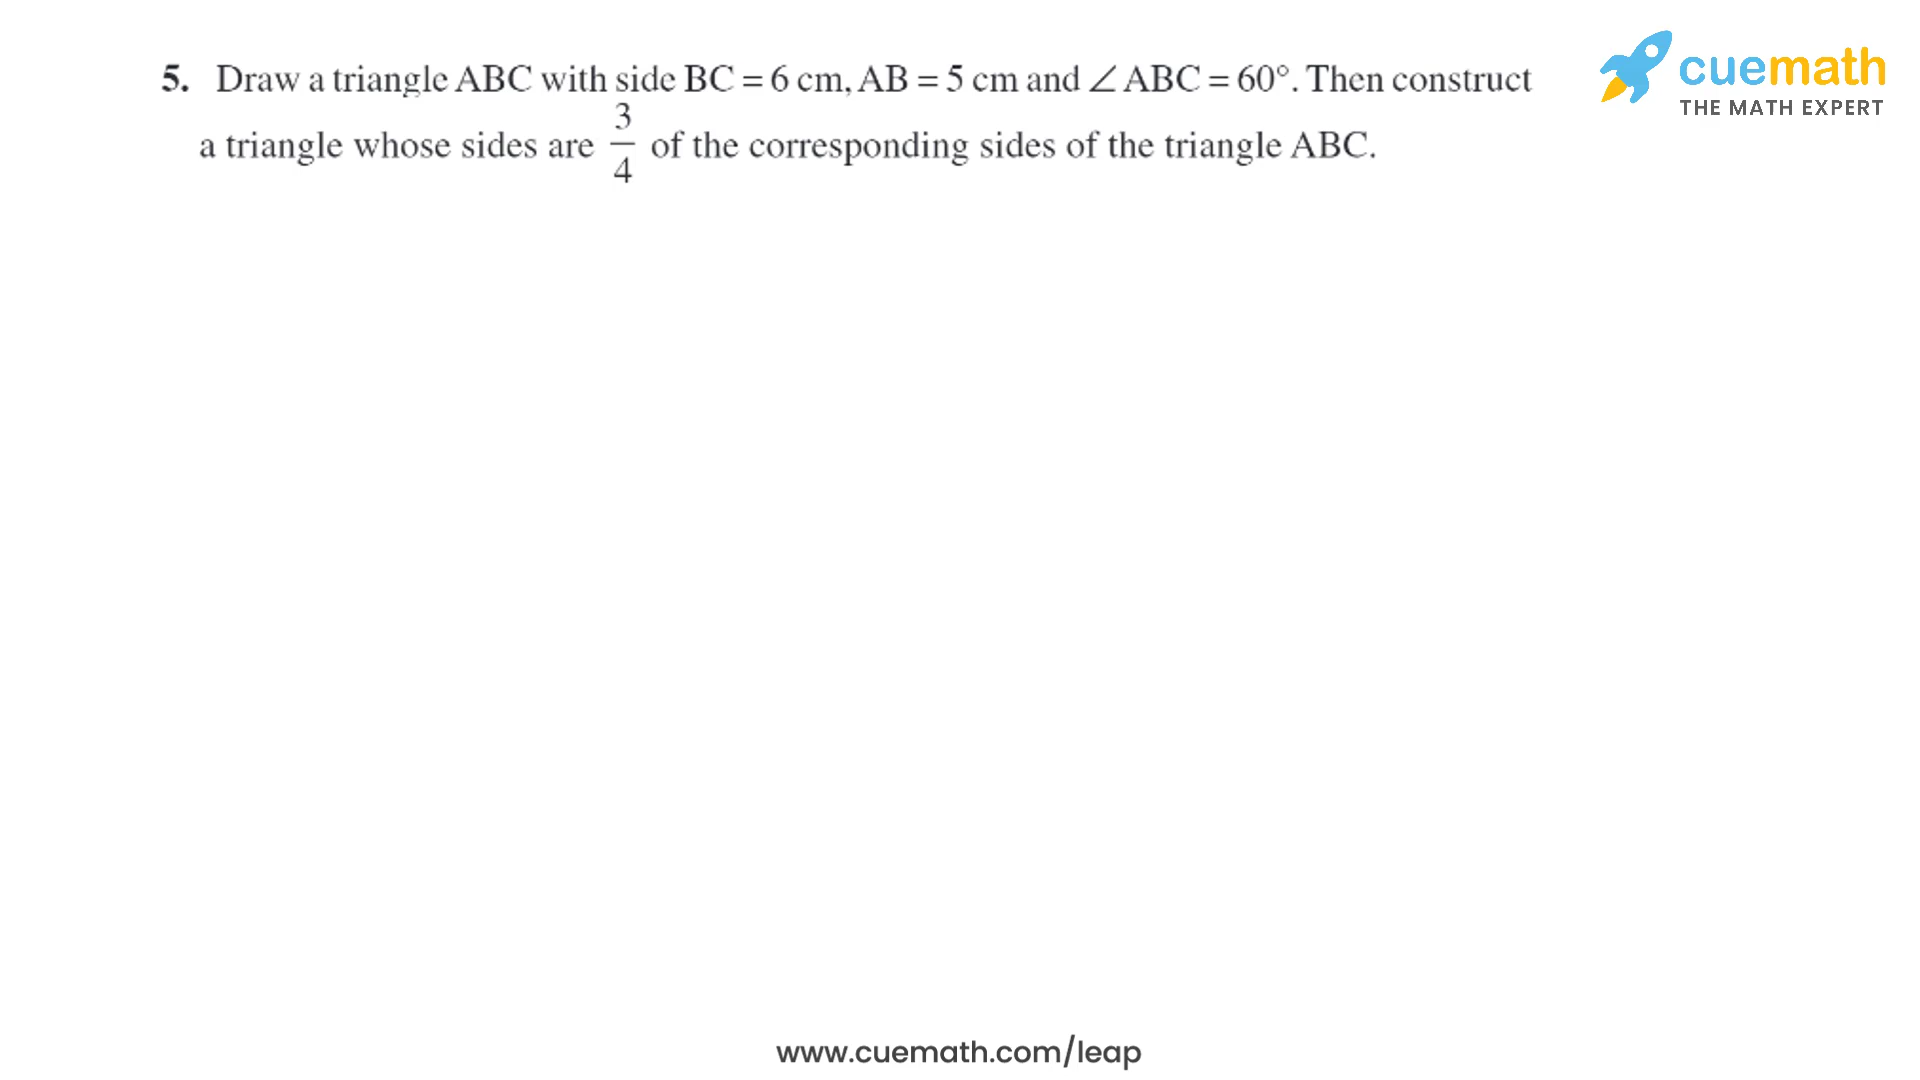 5. Draw a triangle ABC with side BC = 6 cm, AB = 5 cm and ∠ ABC = 60°. Then construct
a triangle whose sides are 3/4 of the corresponding sides of the triangle ABC.
cuemath
THE MATH EXPERT
www.cuemath.com/leap